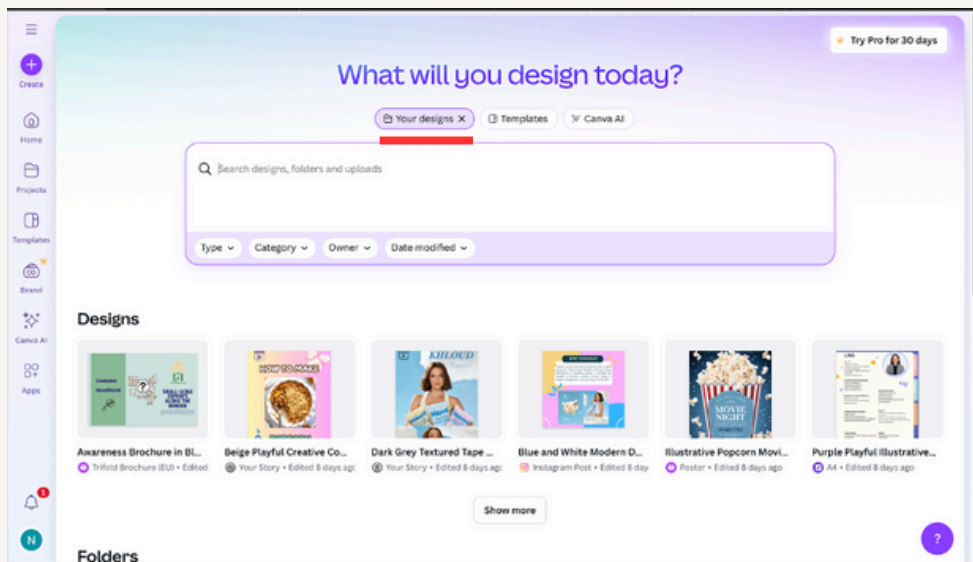 Try Pro for 30 days
What will you design today?
Your designs
Templates
Canva AI
Search designs, folders and uploads
Type
Category
Owner
Date modified
Create
Home
Projects
Templates
Brand
Canva AI
Apps
1
N
Designs
HOW TO MAKE
KHLOUD
MOVIE
NIGHT
Awareness Brochure in Bl...
Trifold Brochure (EU) • Edited
Beige Playful Creative Co...
Your Story • Edited 8 days ago
Dark Grey Textured Tape ...
Your Story • Edited 8 days ago
Blue and White Modern D...
Instagram Post • Edited 8 day
Illustrative Popcorn Movi...
Poster • Edited 8 days ago
Purple Playful Illustrative...
A4 • Edited 8 days ago
Show more
?
Folders